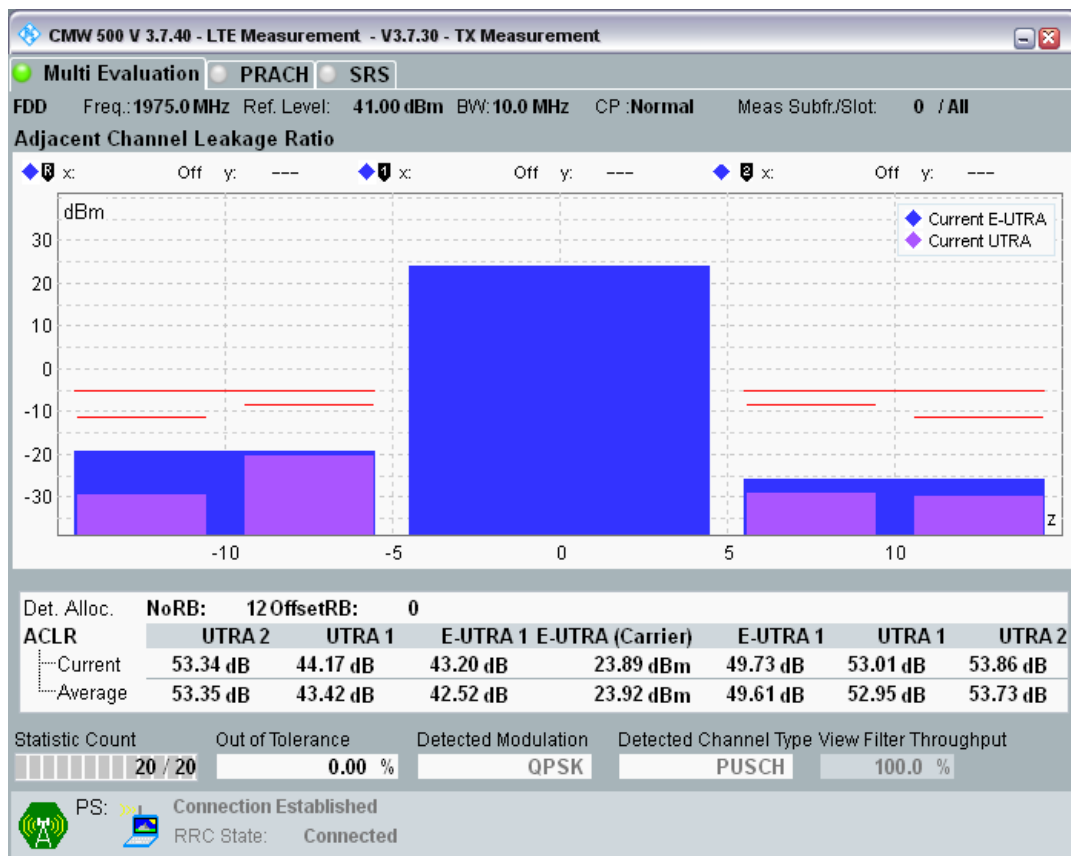 CMW 500 V 3.7.40 - LTE Measurement - V3.7.30 - TX Measurement
Multi Evaluation PRACH SRS
FDD Freq.:1975.0 MHz Ref. Level: 41.00 dBm BW:10.0 MHz CP :Normal Meas Subfr./Slot: 0 / All
Adjacent Channel Leakage Ratio
R x: Off y: --- 1 x: Off y: --- 2 x: Off y: ---
dBm
Current E-UTRA
Current UTRA
30
20
10
0
-10
-20
-30
z
-10 -5 0 5 10
Det. Alloc. NoRB: 12 OffsetRB: 0
ACLR UTRA 2 UTRA 1 E-UTRA 1 E-UTRA (Carrier) E-UTRA 1 UTRA 1 UTRA 2
Current 53.34 dB 44.17 dB 43.20 dB 23.89 dBm 49.73 dB 53.01 dB 53.86 dB
Average 53.35 dB 43.42 dB 42.52 dB 23.92 dBm 49.61 dB 52.95 dB 53.73 dB
Statistic Count Out of Tolerance Detected Modulation Detected Channel Type View Filter Throughput
20 / 20 0.00 % QPSK PUSCH 100.0 %
PS: Connection Established
RRC State: Connected